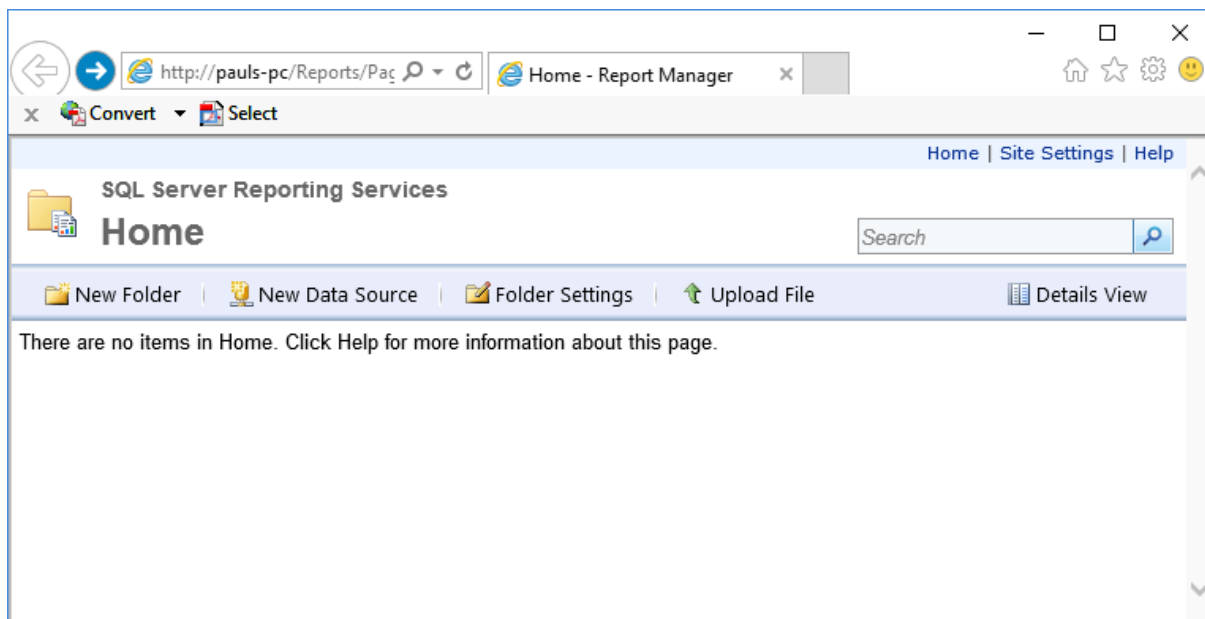 http://pauls-pc/Reports/Pag
Home - Report Manager
Convert
Select
Home | Site Settings | Help
SQL Server Reporting Services
Home
Search
New Folder
New Data Source
Folder Settings
Upload File
Details View
There are no items in Home. Click Help for more information about this page.